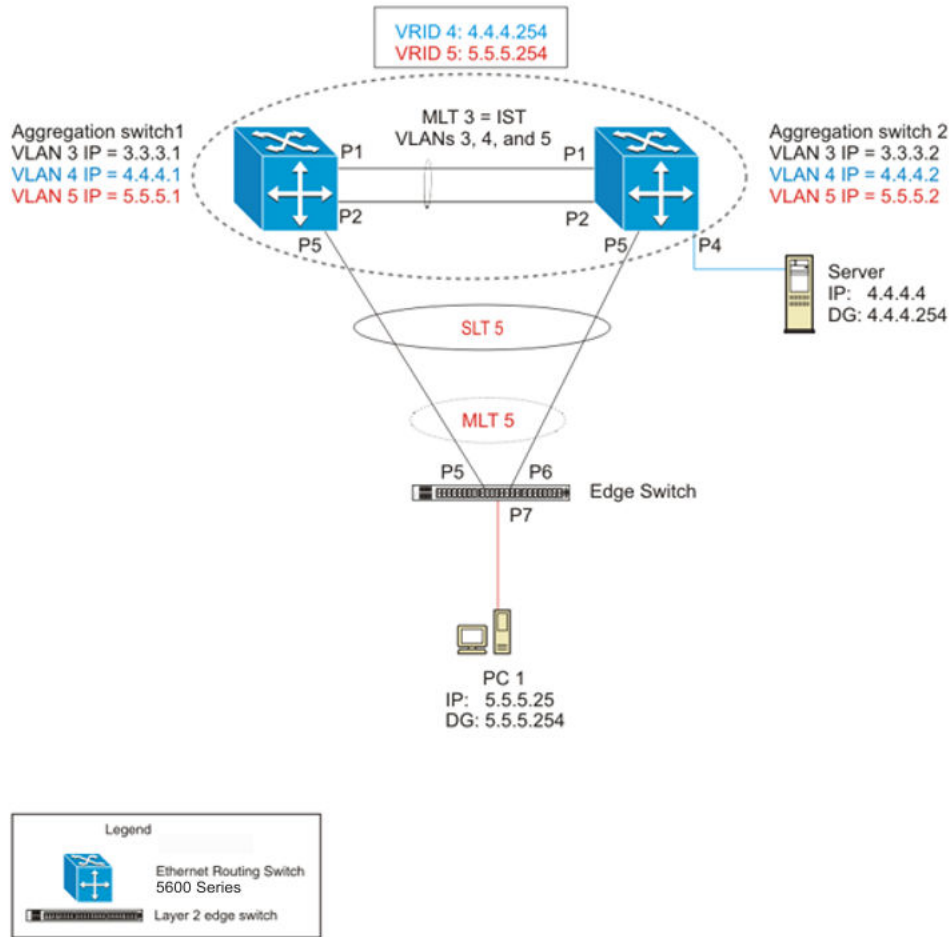 VRID 4: 4.4.4.254
VRID 5: 5.5.5.254
MLT 3 = IST
VLANs 3, 4, and 5
Aggregation switch1
VLAN 3 IP = 3.3.3.1
VLAN 4 IP = 4.4.4.1
VLAN 5 IP = 5.5.5.1
P1
P1
P2
P2
P5
P5
P4
Aggregation switch 2
VLAN 3 IP = 3.3.3.2
VLAN 4 IP = 4.4.4.2
VLAN 5 IP = 5.5.5.2
Server
IP: 4.4.4.4
DG: 4.4.4.254
SLT 5
MLT 5
P5
P6
Edge Switch
P7
PC 1
IP: 5.5.5.25
DG: 5.5.5.254
Legend
Ethernet Routing Switch
5600 Series
Layer 2 edge switch